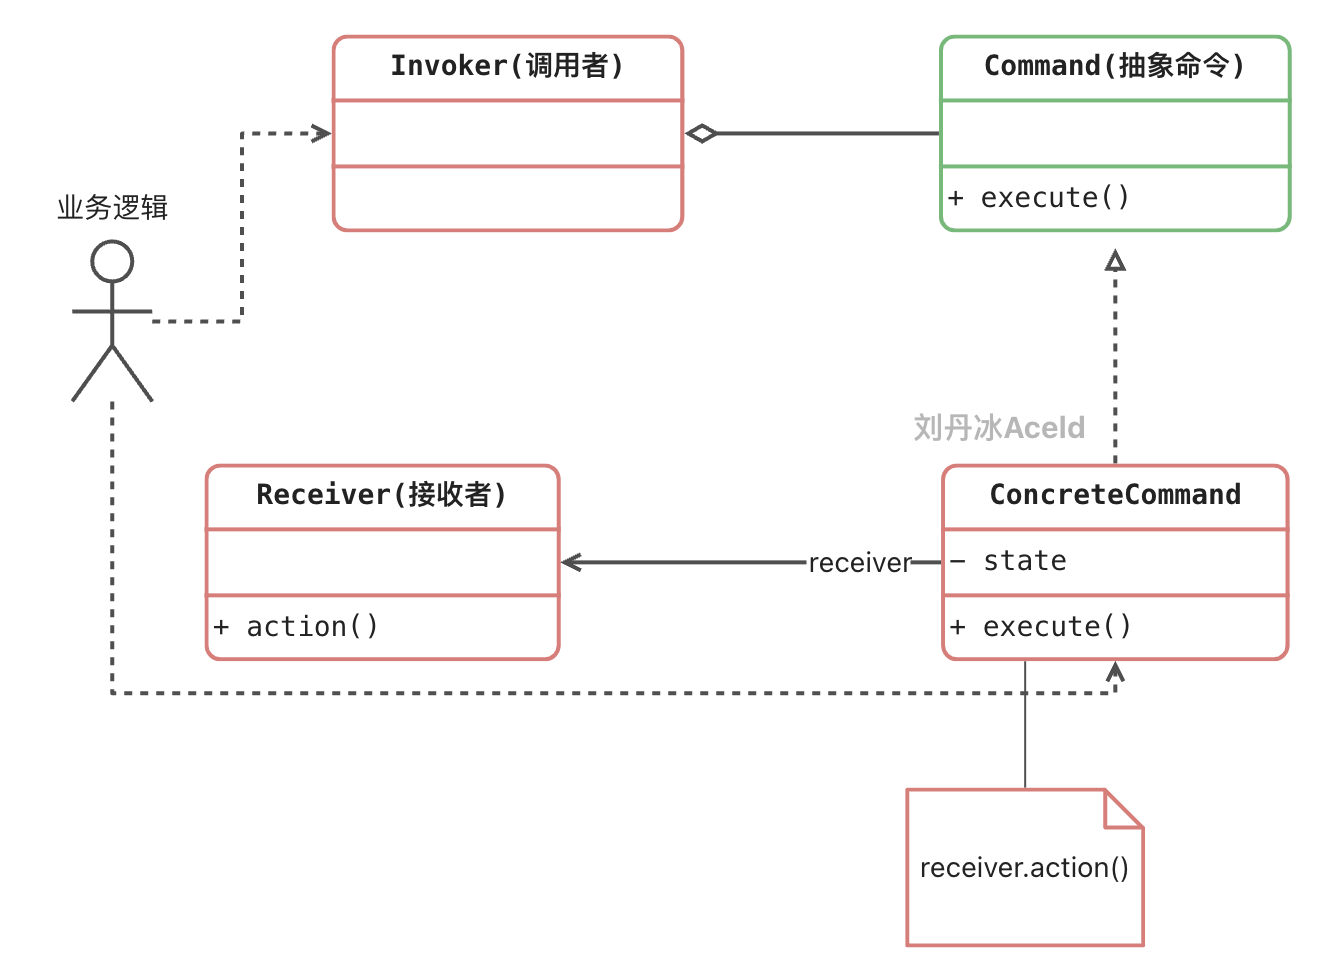 Invoker(调用者)
Command(抽象命令)
+ execute()
业务逻辑
刘丹冰Aceld
Receiver(接收者)
+ action()
receiver
ConcreteCommand
− state
+ execute()
receiver.action()